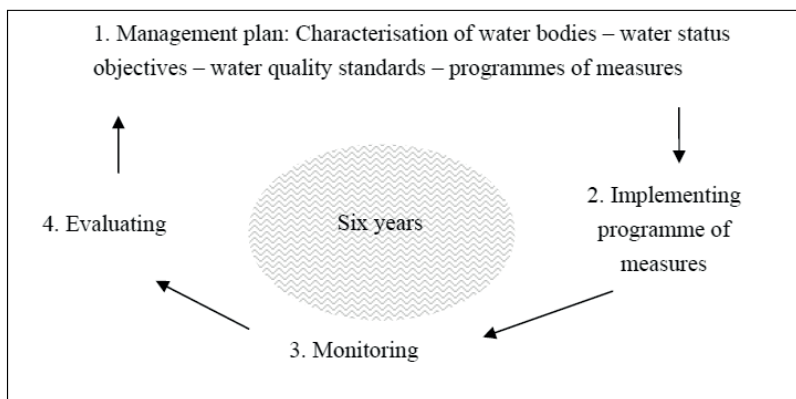 1. Management plan: Characterisation of water bodies – water status
objectives – water quality standards – programmes of measures
2. Implementing
programme of
measures
4. Evaluating
Six years
3. Monitoring